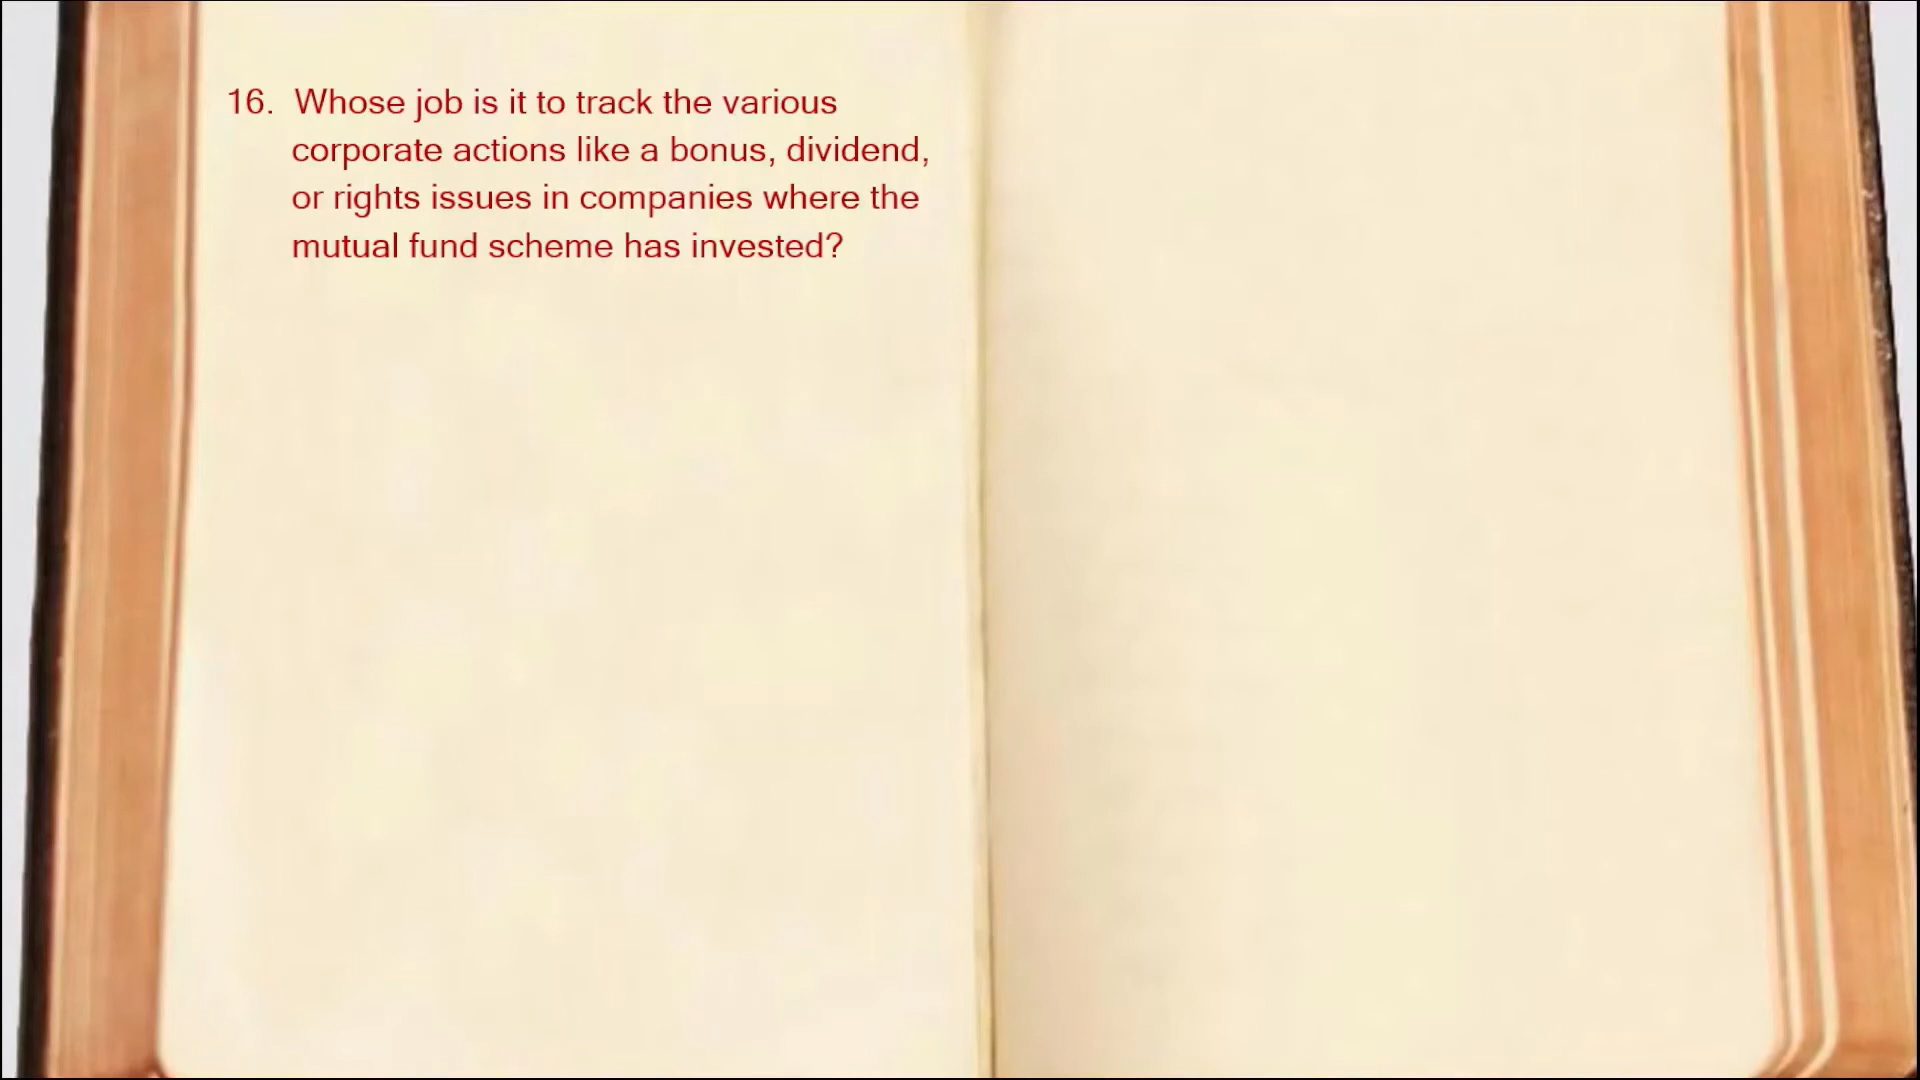 16. Whose job is it to track the various
corporate actions like a bonus, dividend,
or rights issues in companies where the
mutual fund scheme has invested?